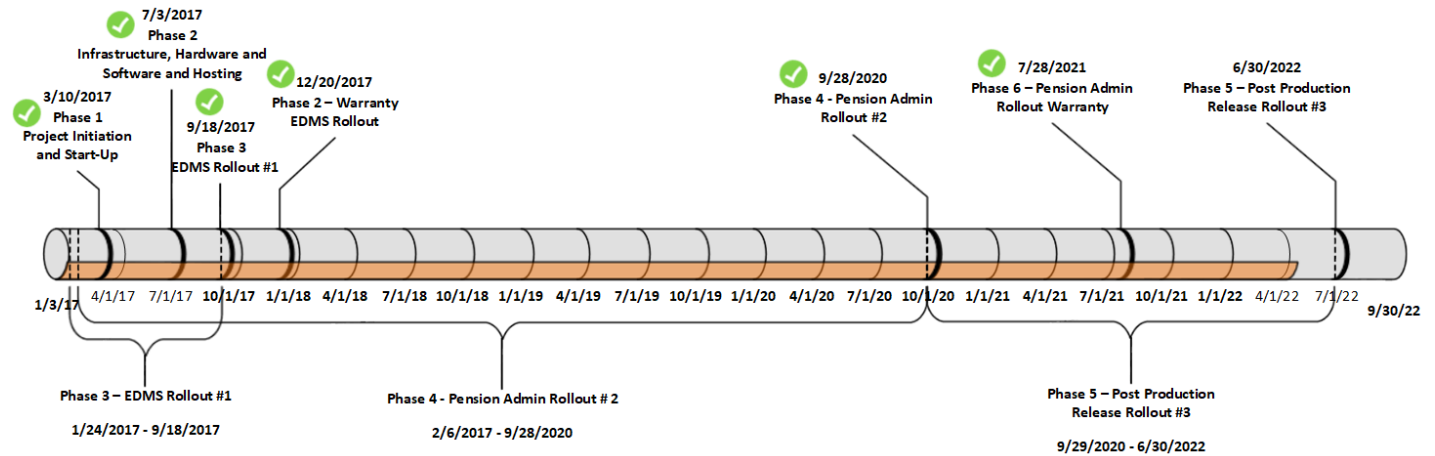 7/3/2017
Phase 2
Infrastructure, Hardware and
Software and Hosting
3/10/2017
Phase 1
Project Initiation
and Start-Up
9/18/2017
Phase 3
EDMS Rollout #1
12/20/2017
Phase 2 – Warranty
EDMS Rollout
9/28/2020
Phase 4 - Pension Admin
Rollout #2
7/28/2021
Phase 6 – Pension Admin
Rollout Warranty
6/30/2022
Phase 5 – Post Production
Release Rollout #3
1/3/17 4/1/17 7/1/17 10/1/17 1/1/18 4/1/18 7/1/18 10/1/18 1/1/19 4/1/19 7/1/19 10/1/19 1/1/20 4/1/20 7/1/20 10/1/20 1/1/21 4/1/21 7/1/21 10/1/21 1/1/22 4/1/22 7/1/22 9/30/22
Phase 3 – EDMS Rollout #1
1/24/2017 - 9/18/2017
Phase 4 - Pension Admin Rollout # 2
2/6/2017 - 9/28/2020
Phase 5 – Post Production
Release Rollout #3
9/29/2020 - 6/30/2022